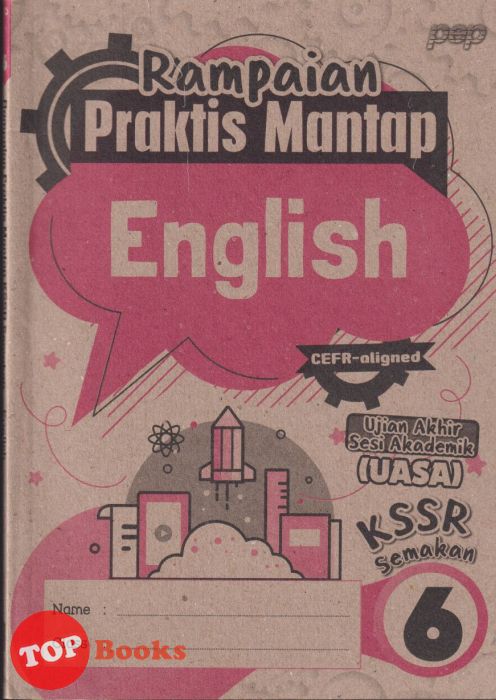 pep
Rampaian
Praktis Mantap
English
CEFR-aligned
Ujian Akhir
Sesi Akademik
(UASA)
KSSR
Semakan
6
Name :
TOP Books